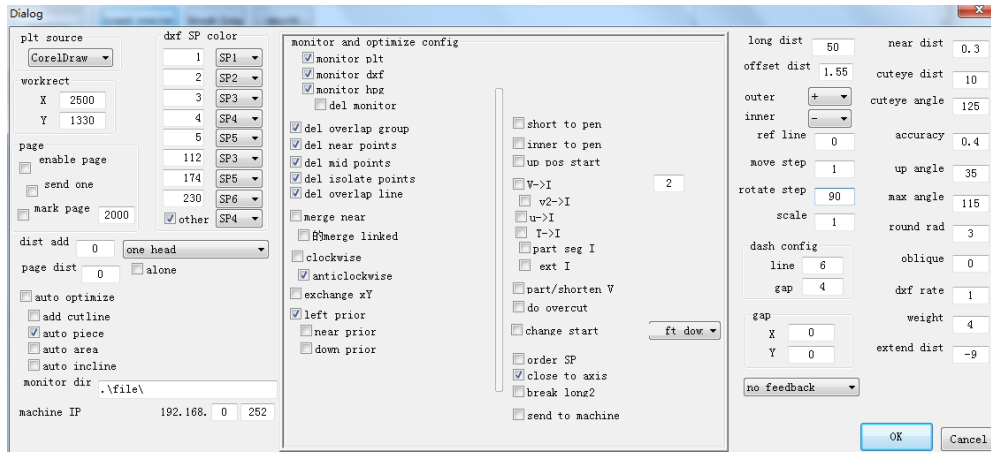 Dialog
plt source
CorelDraw
workrect
X 2500
Y 1330
page
enable page
send one
mark page 2000
dist add 0 one head
page dist 0 alone
auto optimize
add cutline
auto piece
auto area
auto incline
monitor dir .\file\
machine IP 192.168. 0 252
dxf SP color
1 SP1
2 SP2
3 SP3
4 SP4
5 SP5
112 SP3
174 SP5
230 SP6
other SP4
monitor and optimize config
monitor plt
monitor dxf
monitor hpg
del monitor
del overlap group
del near points
del mid points
del isolate points
del overlap line
merge near
的merge linked
clockwise
anticlockwise
exchange xY
left prior
near prior
down prior
short to pen
inner to pen
up pos start
V->I 2
v2->I
u->I
T->I
part seg I
ext I
part/shorten V
do overcut
change start ft dow
order SP
close to axis
break long2
send to machine
long dist 50
offset dist 1.55
outer +
inner -
ref line 0
move step 1
rotate step 90
scale 1
dash config
line 6
gap 4
gap
X 0
Y 0
no feedback
near dist 0.3
cuteye dist 10
cuteye angle 125
accuracy 0.4
up angle 35
max angle 115
round rad 3
oblique 0
dxf rate 1
weight 4
extend dist -9
OK
Cancel